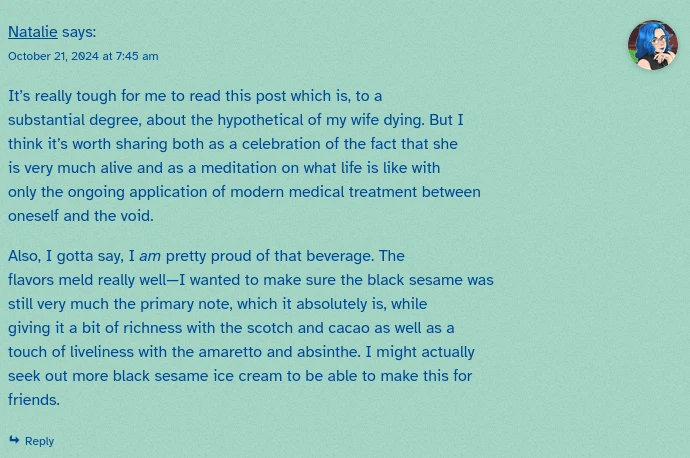 Natalie says:
October 21, 2024 at 7:45 am
It’s really tough for me to read this post which is, to a
substantial degree, about the hypothetical of my wife dying. But I
think it’s worth sharing both as a celebration of the fact that she
is very much alive and as a meditation on what life is like with
only the ongoing application of modern medical treatment between
oneself and the void.
Also, I gotta say, I am pretty proud of that beverage. The
flavors meld really well—I wanted to make sure the black sesame was
still very much the primary note, which it absolutely is, while
giving it a bit of richness with the scotch and cacao as well as a
touch of liveliness with the amaretto and absinthe. I might actually
seek out more black sesame ice cream to be able to make this for
friends.
Reply